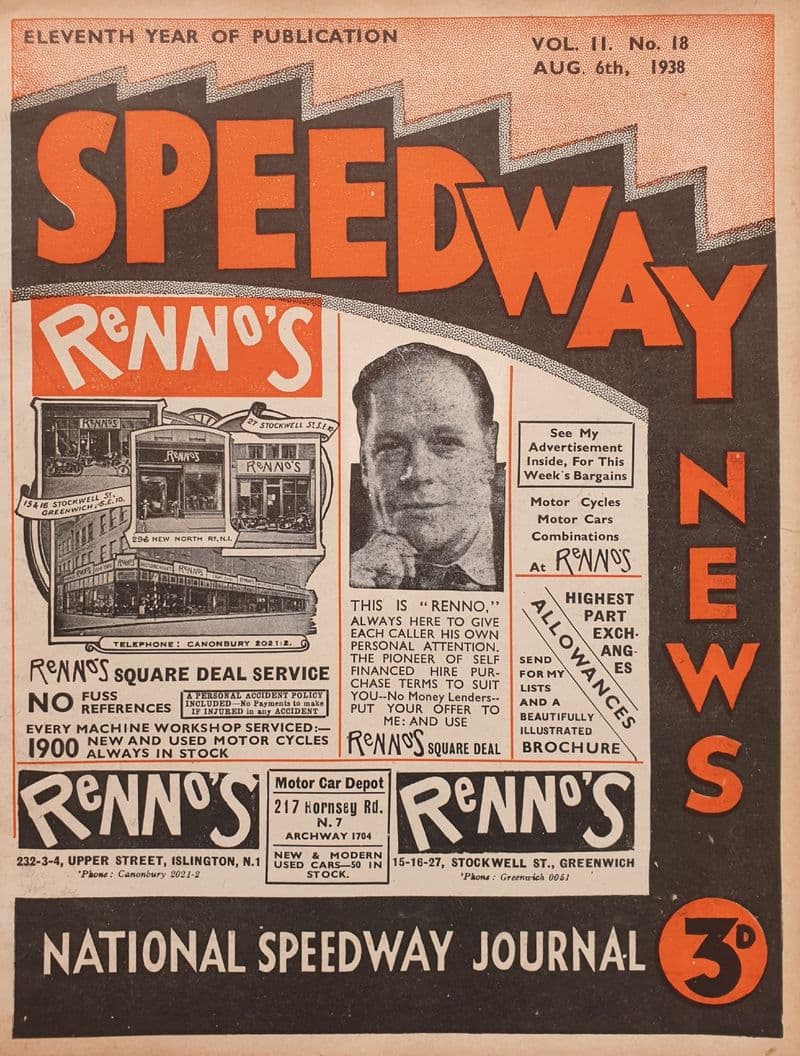 ELEVENTH YEAR OF PUBLICATION
VOL. 11. No. 18
AUG. 6th, 1938
SPEEDWAY
NEWS
RENNO'S
RENNO'S
27 STOCKWELL ST, S.E.10
RENNO'S
RENNO'S
15 & 16 STOCKWELL ST.,
GREENWICH, S.E.10.
296 NEW NORTH RD, N.1.
TELEPHONE: CANONBURY 2021-2.
RENNO'S SQUARE DEAL SERVICE
NO FUSS
REFERENCES
A PERSONAL ACCIDENT POLICY
INCLUDED—No Payments to make
IF INJURED in any ACCIDENT
EVERY MACHINE WORKSHOP SERVICED:—
1900 NEW AND USED MOTOR CYCLES
ALWAYS IN STOCK
THIS IS "RENNO,"
ALWAYS HERE TO GIVE
EACH CALLER HIS OWN
PERSONAL ATTENTION.
THE PIONEER OF SELF
FINANCED HIRE PUR-
CHASE TERMS TO SUIT
YOU--No Money Lenders--
PUT YOUR OFFER TO
ME: AND USE
RENNO'S SQUARE DEAL
See My
Advertisement
Inside, For This
Week's Bargains
Motor Cycles
Motor Cars
Combinations
At RENNO'S
HIGHEST
PART
EXCH-
ANG-
ES
ALLOWANCES
SEND
FOR MY
LISTS
AND A
BEAUTIFULLY
ILLUSTRATED
BROCHURE
RENNO'S
232-3-4, UPPER STREET, ISLINGTON, N.1
'Phone: Canonbury 2021-2
Motor Car Depot
217 Hornsey Rd.
N. 7
ARCHWAY 1704
NEW & MODERN
USED CARS—50 IN
STOCK.
RENNO'S
15-16-27, STOCKWELL ST., GREENWICH
'Phone: Greenwich 0051
NATIONAL SPEEDWAY JOURNAL
3D